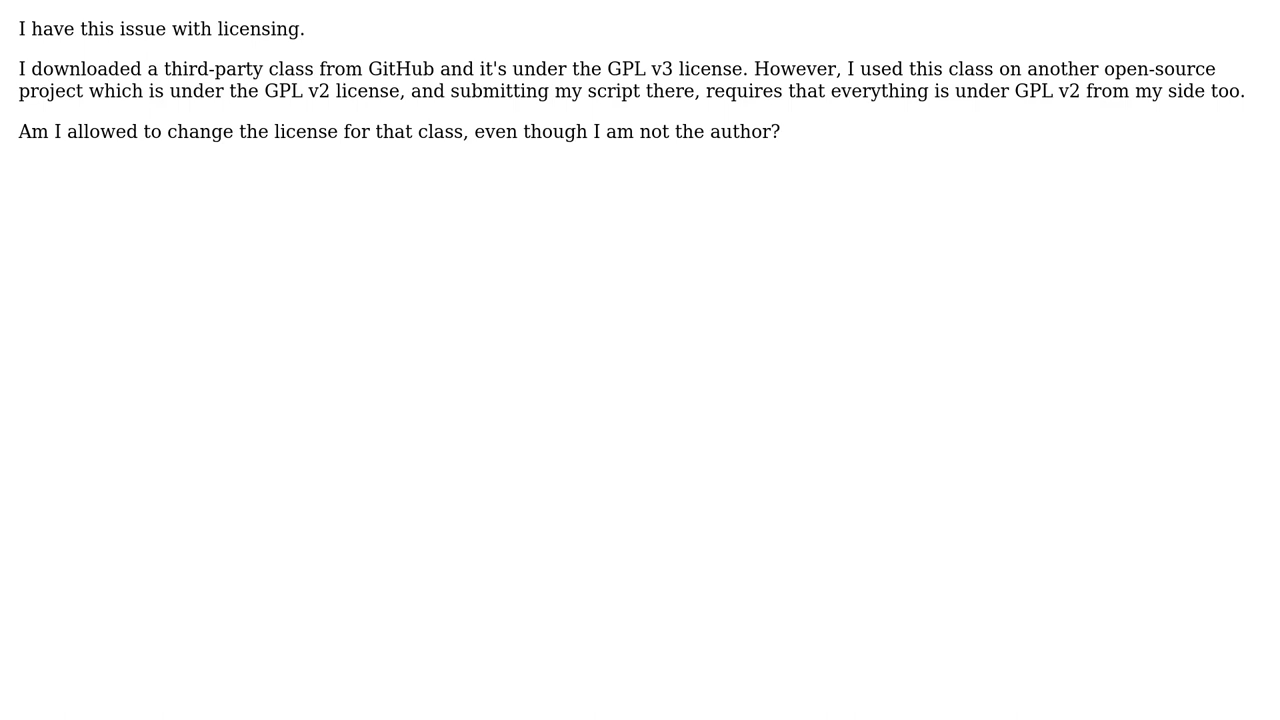 I have this issue with licensing.
I downloaded a third-party class from GitHub and it's under the GPL v3 license. However, I used this class on another open-source
project which is under the GPL v2 license, and submitting my script there, requires that everything is under GPL v2 from my side too.
Am I allowed to change the license for that class, even though I am not the author?